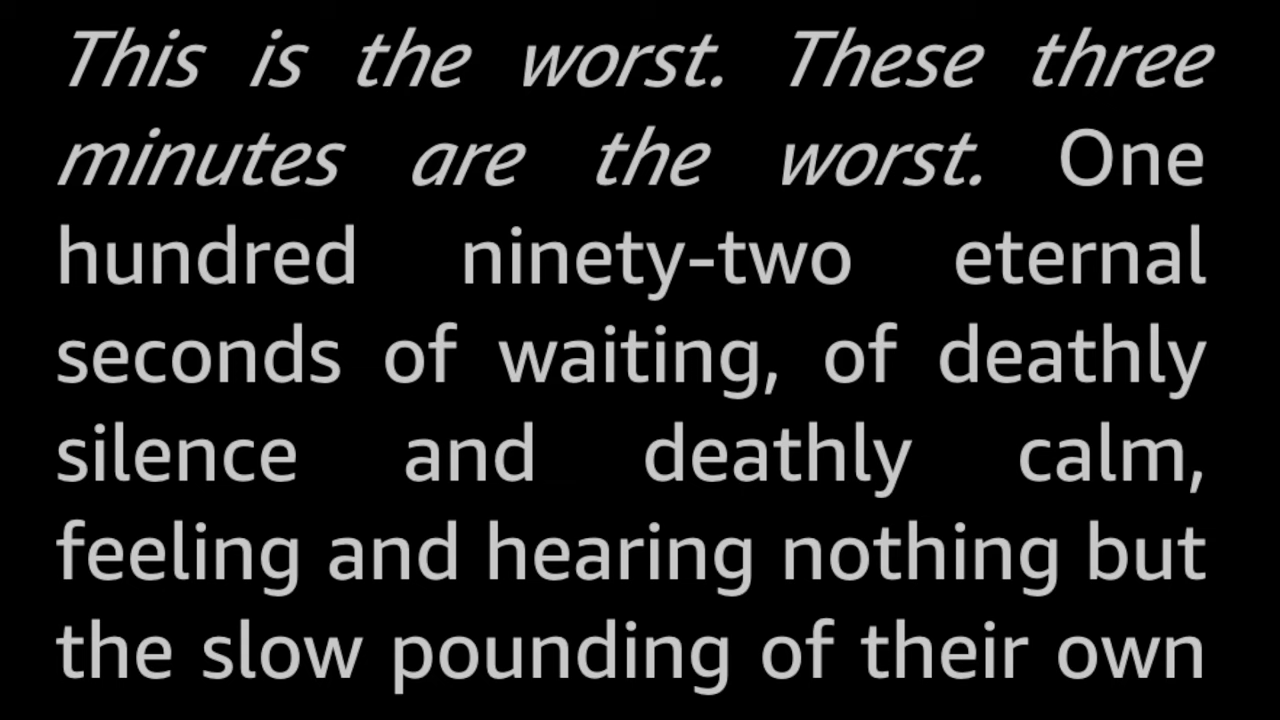 This is the worst. These three
minutes are the worst. One
hundred ninety-two eternal
seconds of waiting, of deathly
silence and deathly calm,
feeling and hearing nothing but
the slow pounding of their own